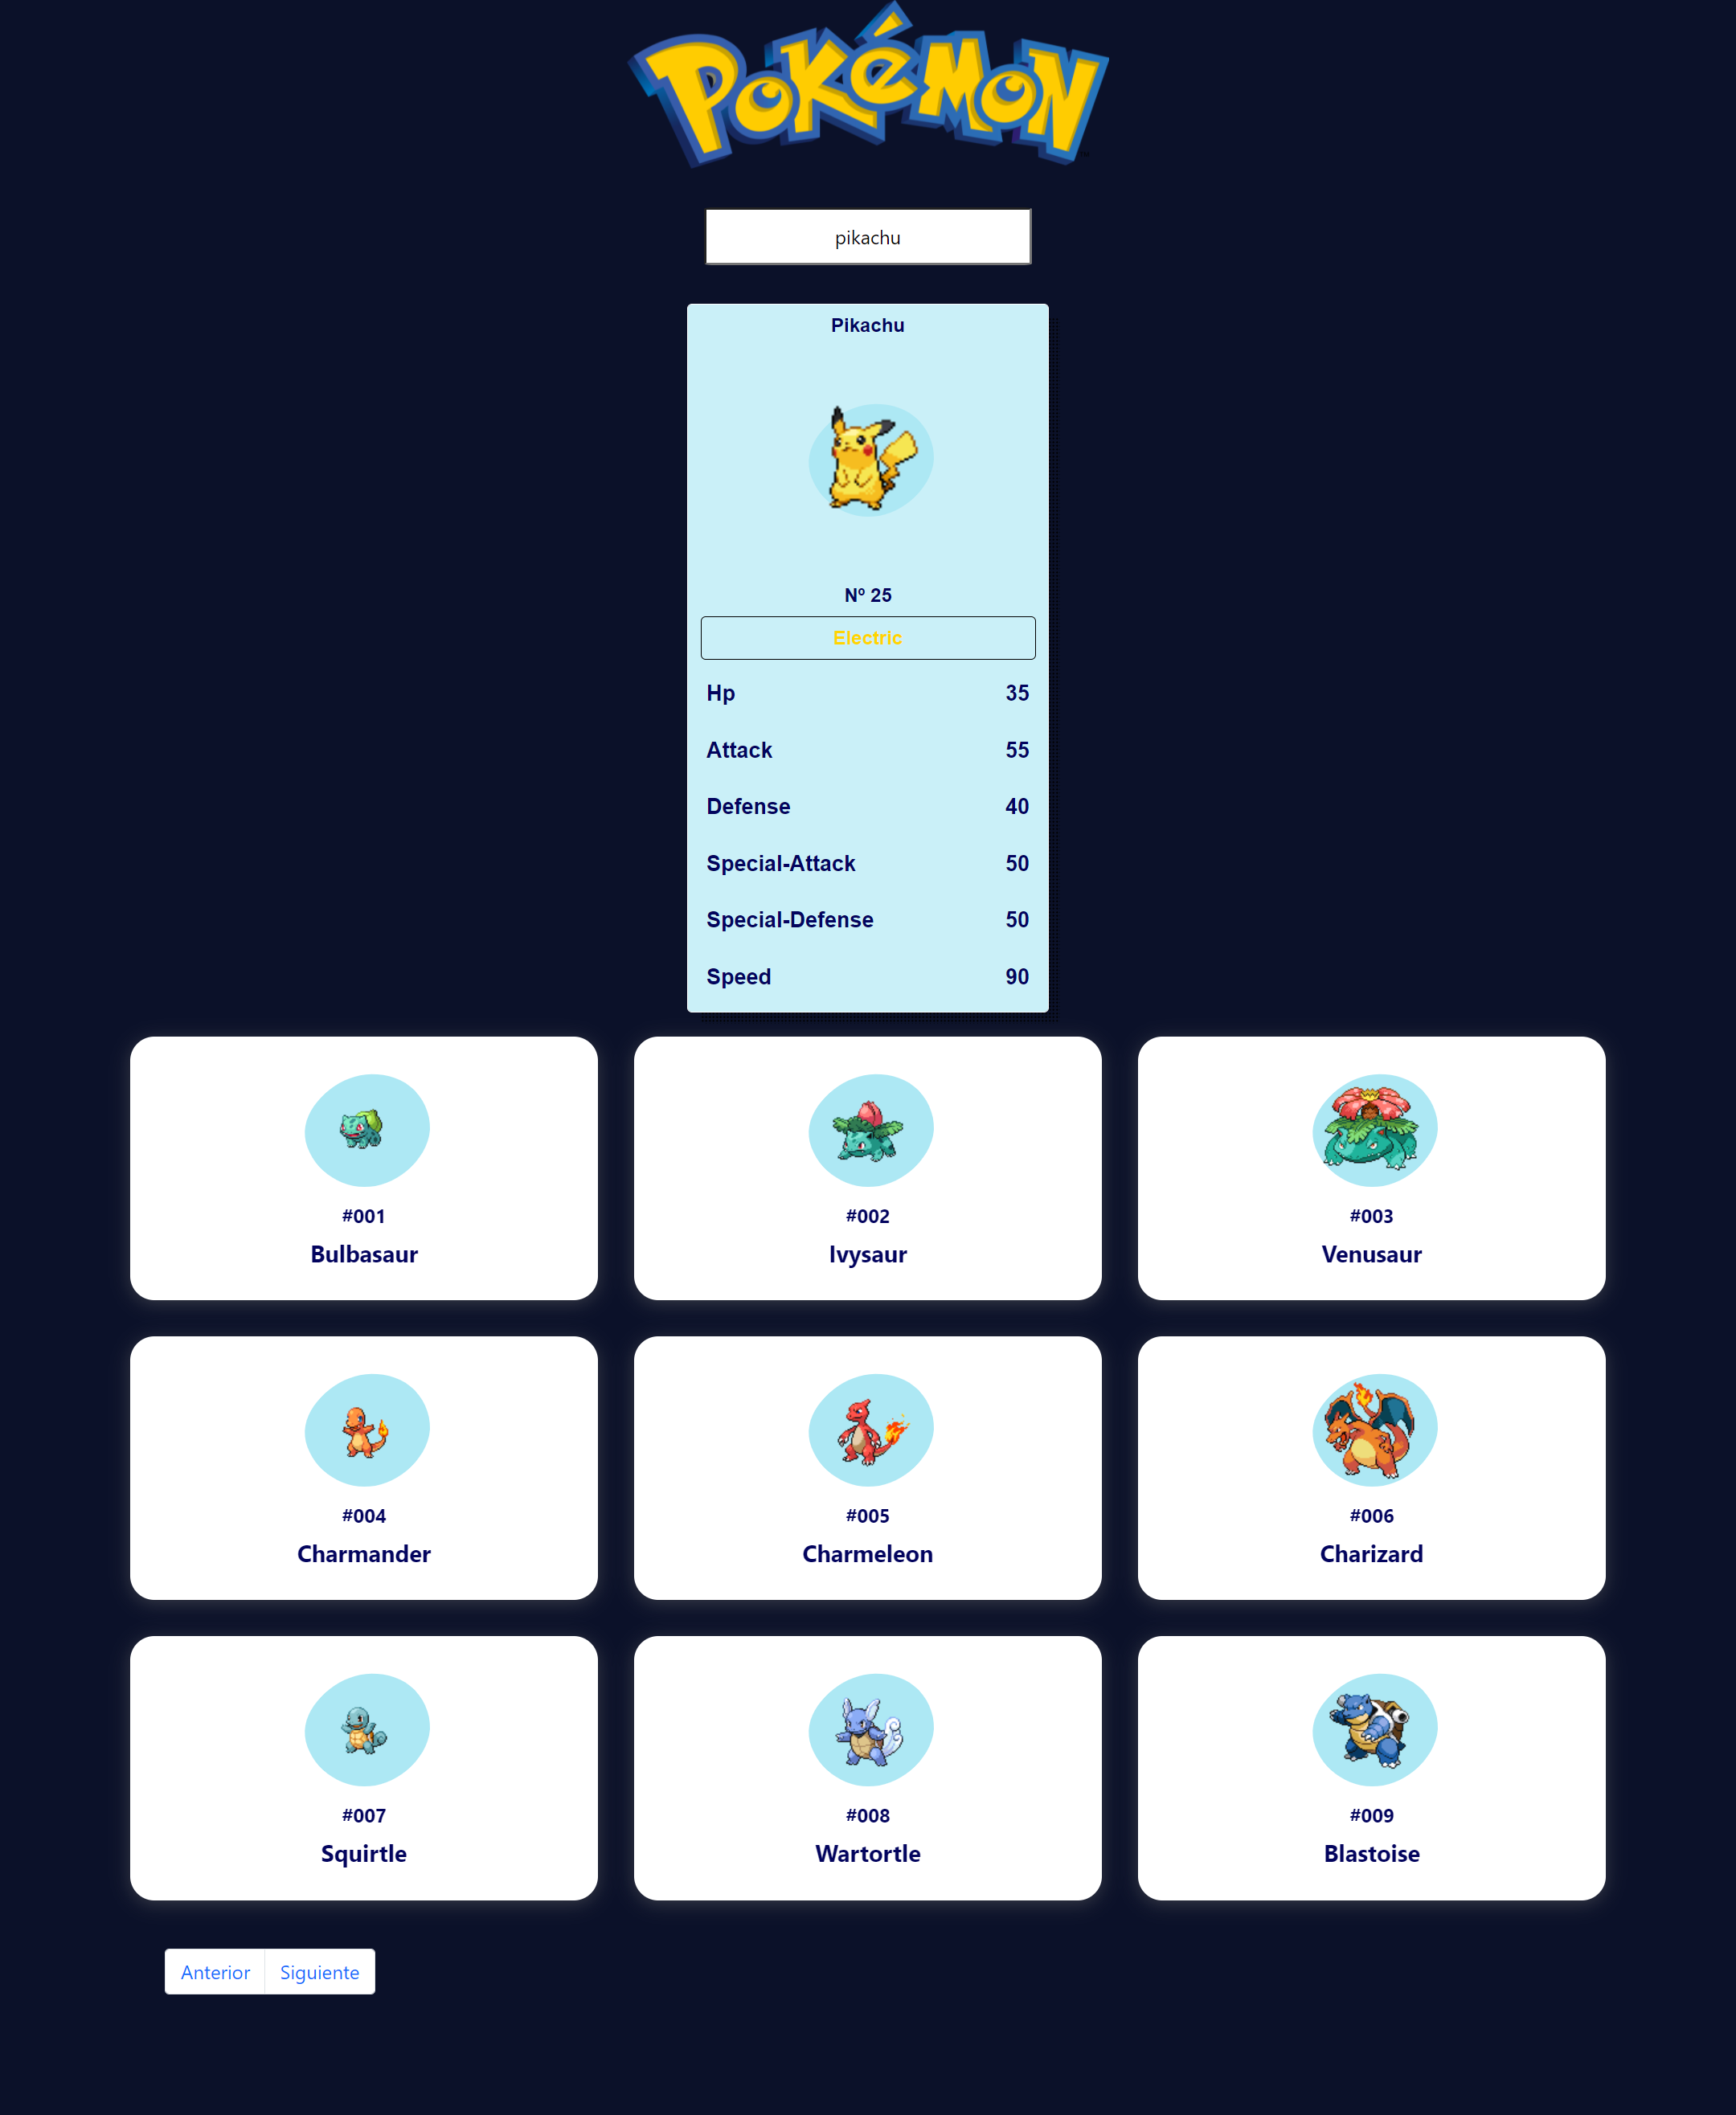 Pokémon
pikachu
Pikachu
Nº 25
Electric
Hp 35
Attack 55
Defense 40
Special-Attack 50
Special-Defense 50
Speed 90
#001
Bulbasaur
#002
Ivysaur
#003
Venusaur
#004
Charmander
#005
Charmeleon
#006
Charizard
#007
Squirtle
#008
Wartortle
#009
Blastoise
Anterior Siguiente